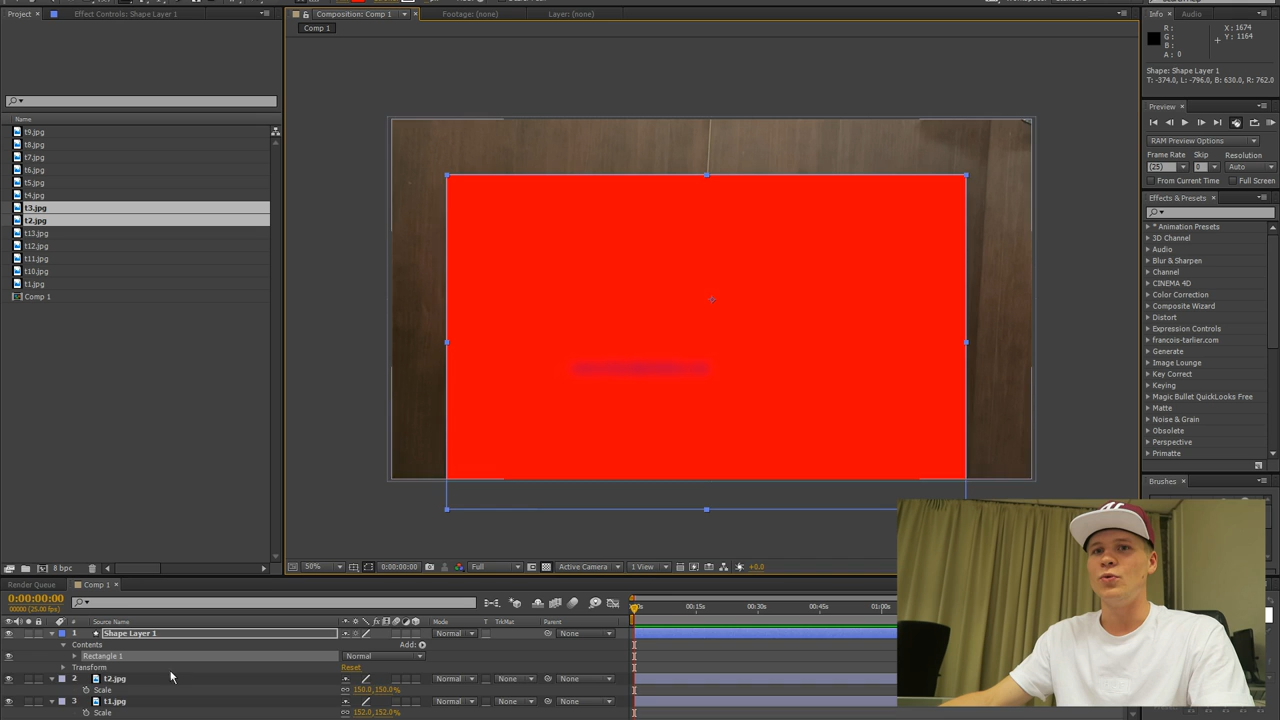 Project
Effect Controls: Shape Layer 1
Composition: Comp 1
Footage: (none)
Layer: (none)
Info
Audio
Comp 1
R :
G :
B :
A : 0
X : 1674
Y : 1164
Shape: Shape Layer 1
T: -374.0, L: -796.0, B: 630.0, R: 762.0
Preview
RAM Preview Options
Frame Rate
Skip
Resolution
(25)
0
Auto
From Current Time
Full Screen
Effects & Presets
* Animation Presets
3D Channel
Audio
Blur & Sharpen
Channel
CINEMA 4D
Color Correction
Composite Wizard
Distort
Expression Controls
francois-tarlier.com
Generate
Image Lounge
Key Correct
Keying
Magic Bullet QuickLooks Free
Matte
Noise & Grain
Obsolete
Perspective
Primatte
Brushes
Name
t9.jpg
t8.jpg
t7.jpg
t6.jpg
t5.jpg
t4.jpg
t3.jpg
t2.jpg
t13.jpg
t12.jpg
t11.jpg
t10.jpg
t1.jpg
Comp 1
8 bpc
50%
0:00:00:00
Full
Active Camera
1 View
+0.0
Render Queue
Comp 1
0:00:00:00
00000 (25.00 fps)
00:15s
00:30s
00:45s
01:00s
#
Source Name
Mode
T
TrkMat
Parent
1
Shape Layer 1
Normal
None
Contents
Add:
Rectangle 1
Normal
Transform
Reset
2
t2.jpg
Normal
None
None
Scale
150.0,150.0%
3
t1.jpg
Normal
None
None
Scale
152.0,152.0%